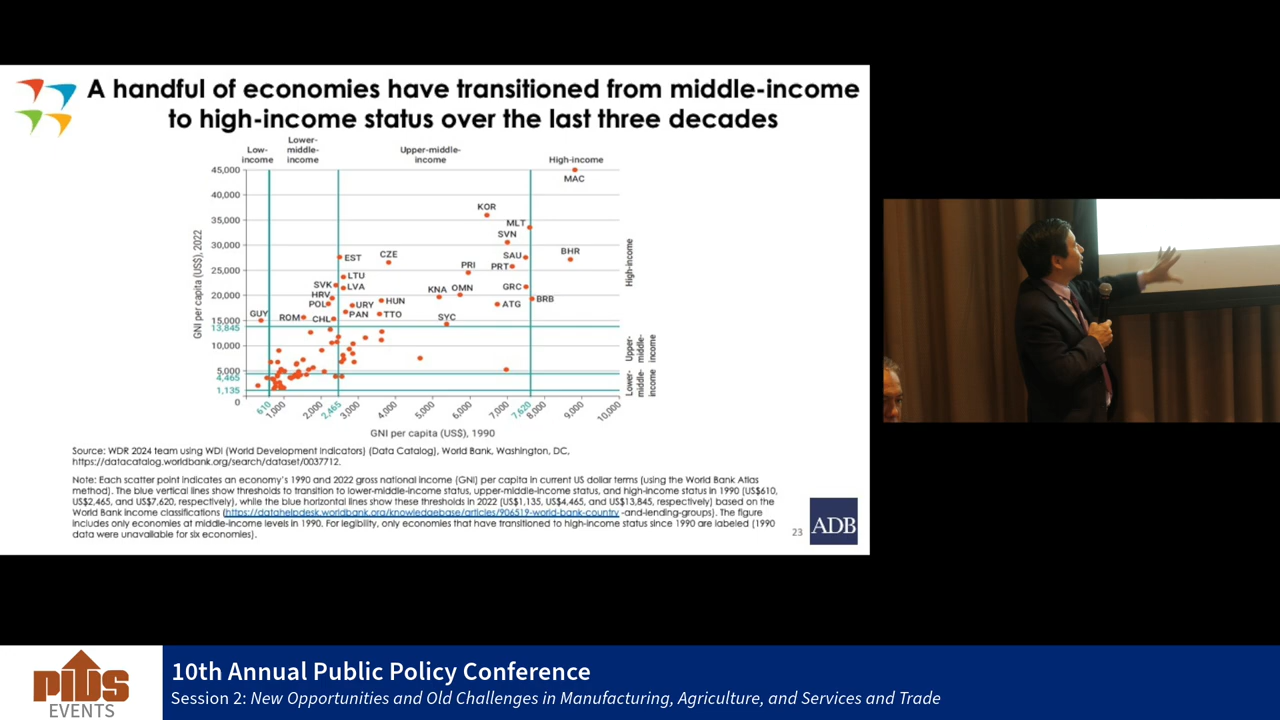 A handful of economies have transitioned from middle-income
to high-income status over the last three decades
Low-
income
Lower-
middle-
income
Upper-middle-
income
High-income
45,000
40,000
35,000
30,000
25,000
20,000
15,000
13,845
10,000
5,000
4,465
1,135
0
GNI per capita (US$), 2022
MAC
KOR
MLT
SVN
EST
CZE
SAU
BHR
PRI
PRT
LTU
SVK
LVA
HRV
POL
URY
HUN
KNA
OMN
GRC
ATG
BRB
GUY
ROM
CHL
PAN
TTO
SYC
High-income
Upper-
middle-
income
Lower-
middle-
income
610
1,000
2,000
2,465
3,000
4,000
5,000
6,000
7,000
7,620
8,000
9,000
10,000
GNI per capita (US$), 1990
Source: WDR 2024 team using WDI (World Development Indicators) (Data Catalog), World Bank, Washington, DC,
https://datacatalog.worldbank.org/search/dataset/0037712.
Note: Each scatter point indicates an economy's 1990 and 2022 gross national income (GNI) per capita in current US dollar terms (using the World Bank Atlas
method). The blue vertical lines show thresholds to transition to lower-middle-income status, upper-middle-income status, and high-income status in 1990 (US$610,
US$2,465, and US$7,620, respectively), while the blue horizontal lines show these thresholds in 2022 (US$1,135, US$4,465, and US$13,845, respectively) based on the
World Bank income classifications (https://datahelpdesk.worldbank.org/knowledgebase/articles/906519-world-bank-country -and-lending-groups). The figure
includes only economies at middle-income levels in 1990. For legibility, only economies that have transitioned to high-income status since 1990 are labeled (1990
data were unavailable for six economies).
23
ADB
PIDS
EVENTS
10th Annual Public Policy Conference
Session 2: New Opportunities and Old Challenges in Manufacturing, Agriculture, and Services and Trade